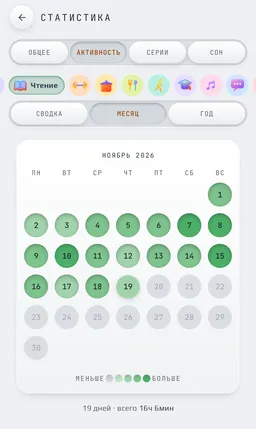 СТАТИСТИКА
ОБЩЕЕ АКТИВНОСТЬ СЕРИИ СОН
Чтение
СВОДКА МЕСЯЦ ГОД
НОЯБРЬ 2026
ПН ВТ СР ЧТ ПТ СБ ВС
1
2 3 4 5 6 7 8
9 10 11 12 13 14 15
16 17 18 19 20 21 22
23 24 25 26 27 28 29
30
МЕНЬШЕ БОЛЬШЕ
19 дней · всего 16ч 6мин